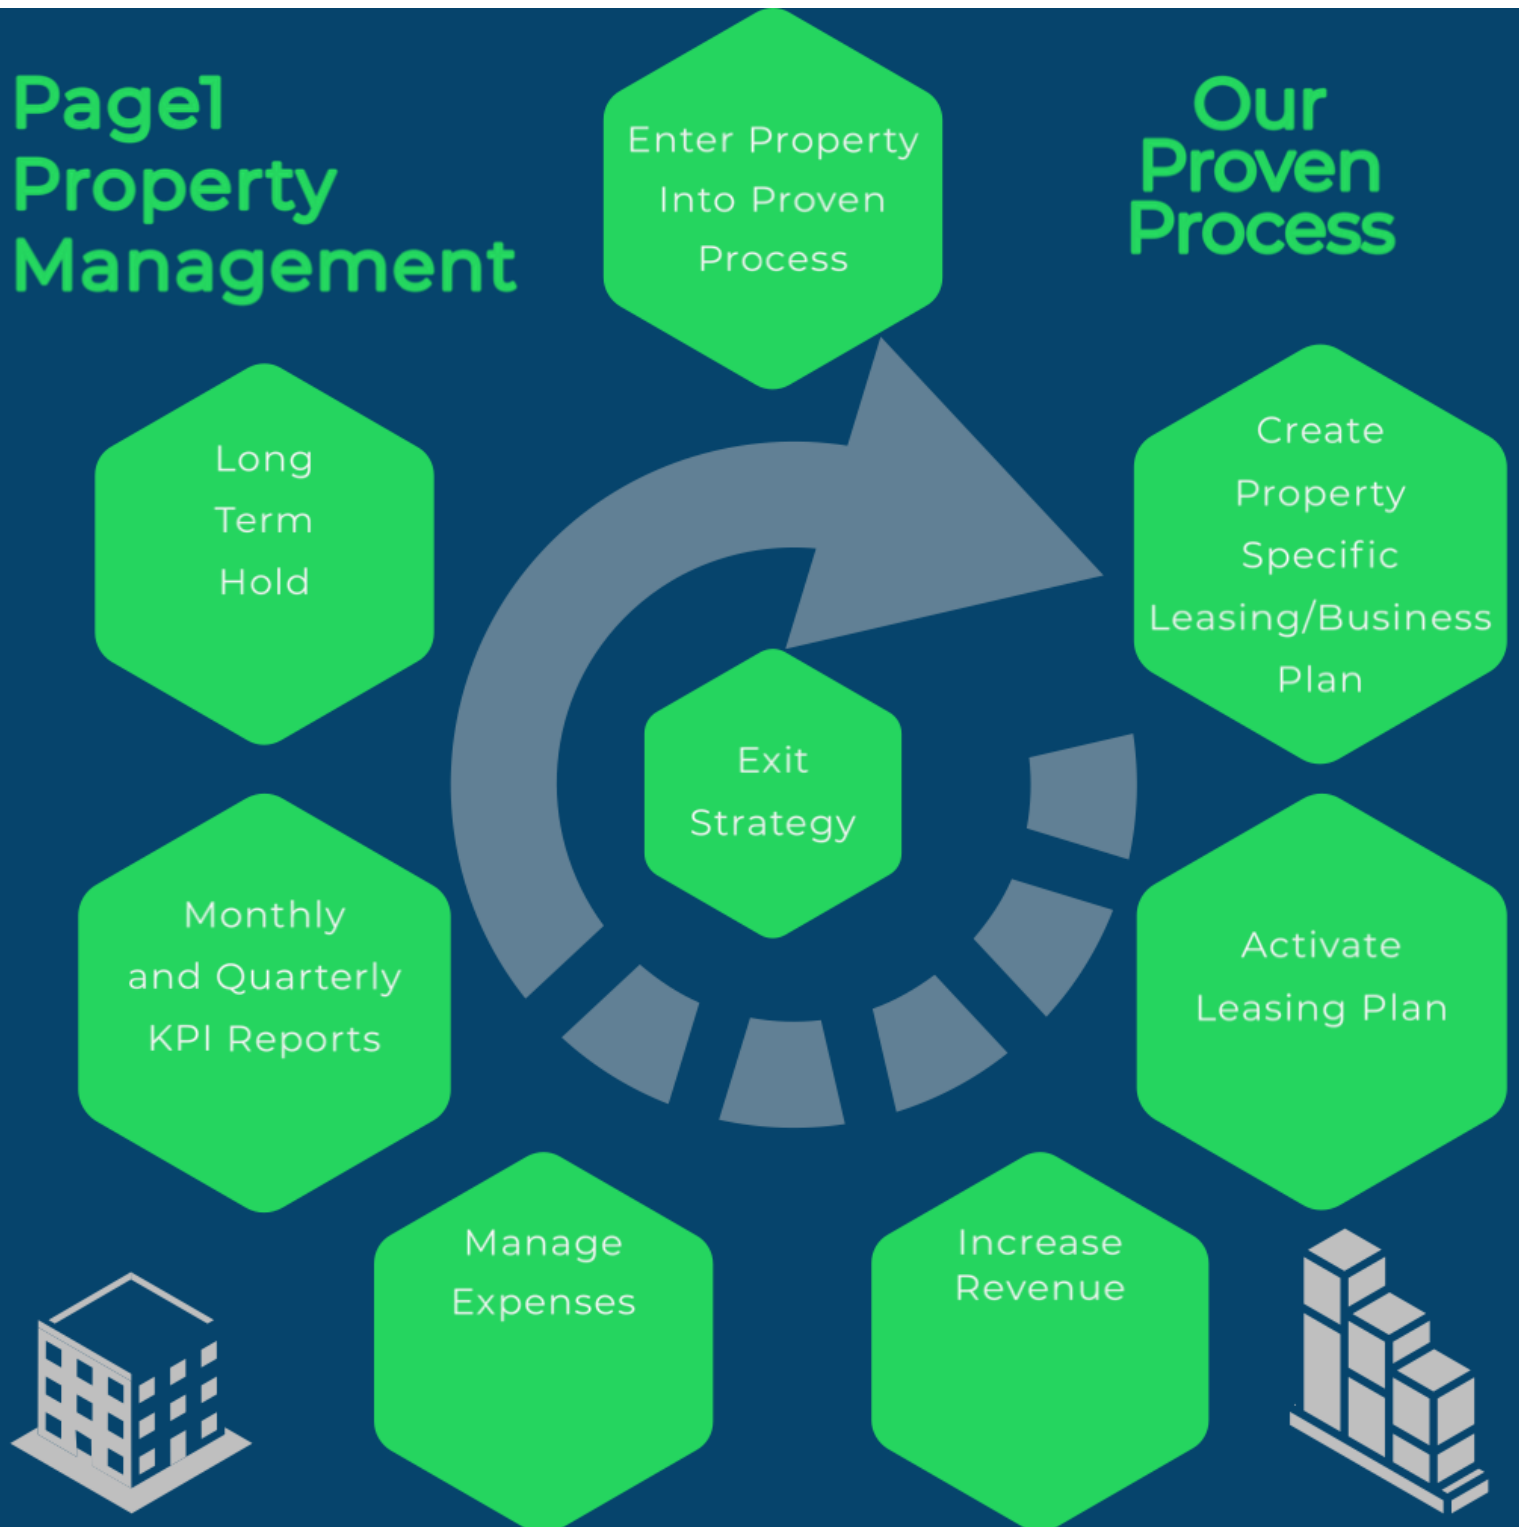 Page1
Property
Management
Our
Proven
Process
Enter Property
Into Proven
Process
Create
Property
Specific
Leasing/Business
Plan
Activate
Leasing Plan
Increase
Revenue
Manage
Expenses
Monthly
and Quarterly
KPI Reports
Long
Term
Hold
Exit
Strategy